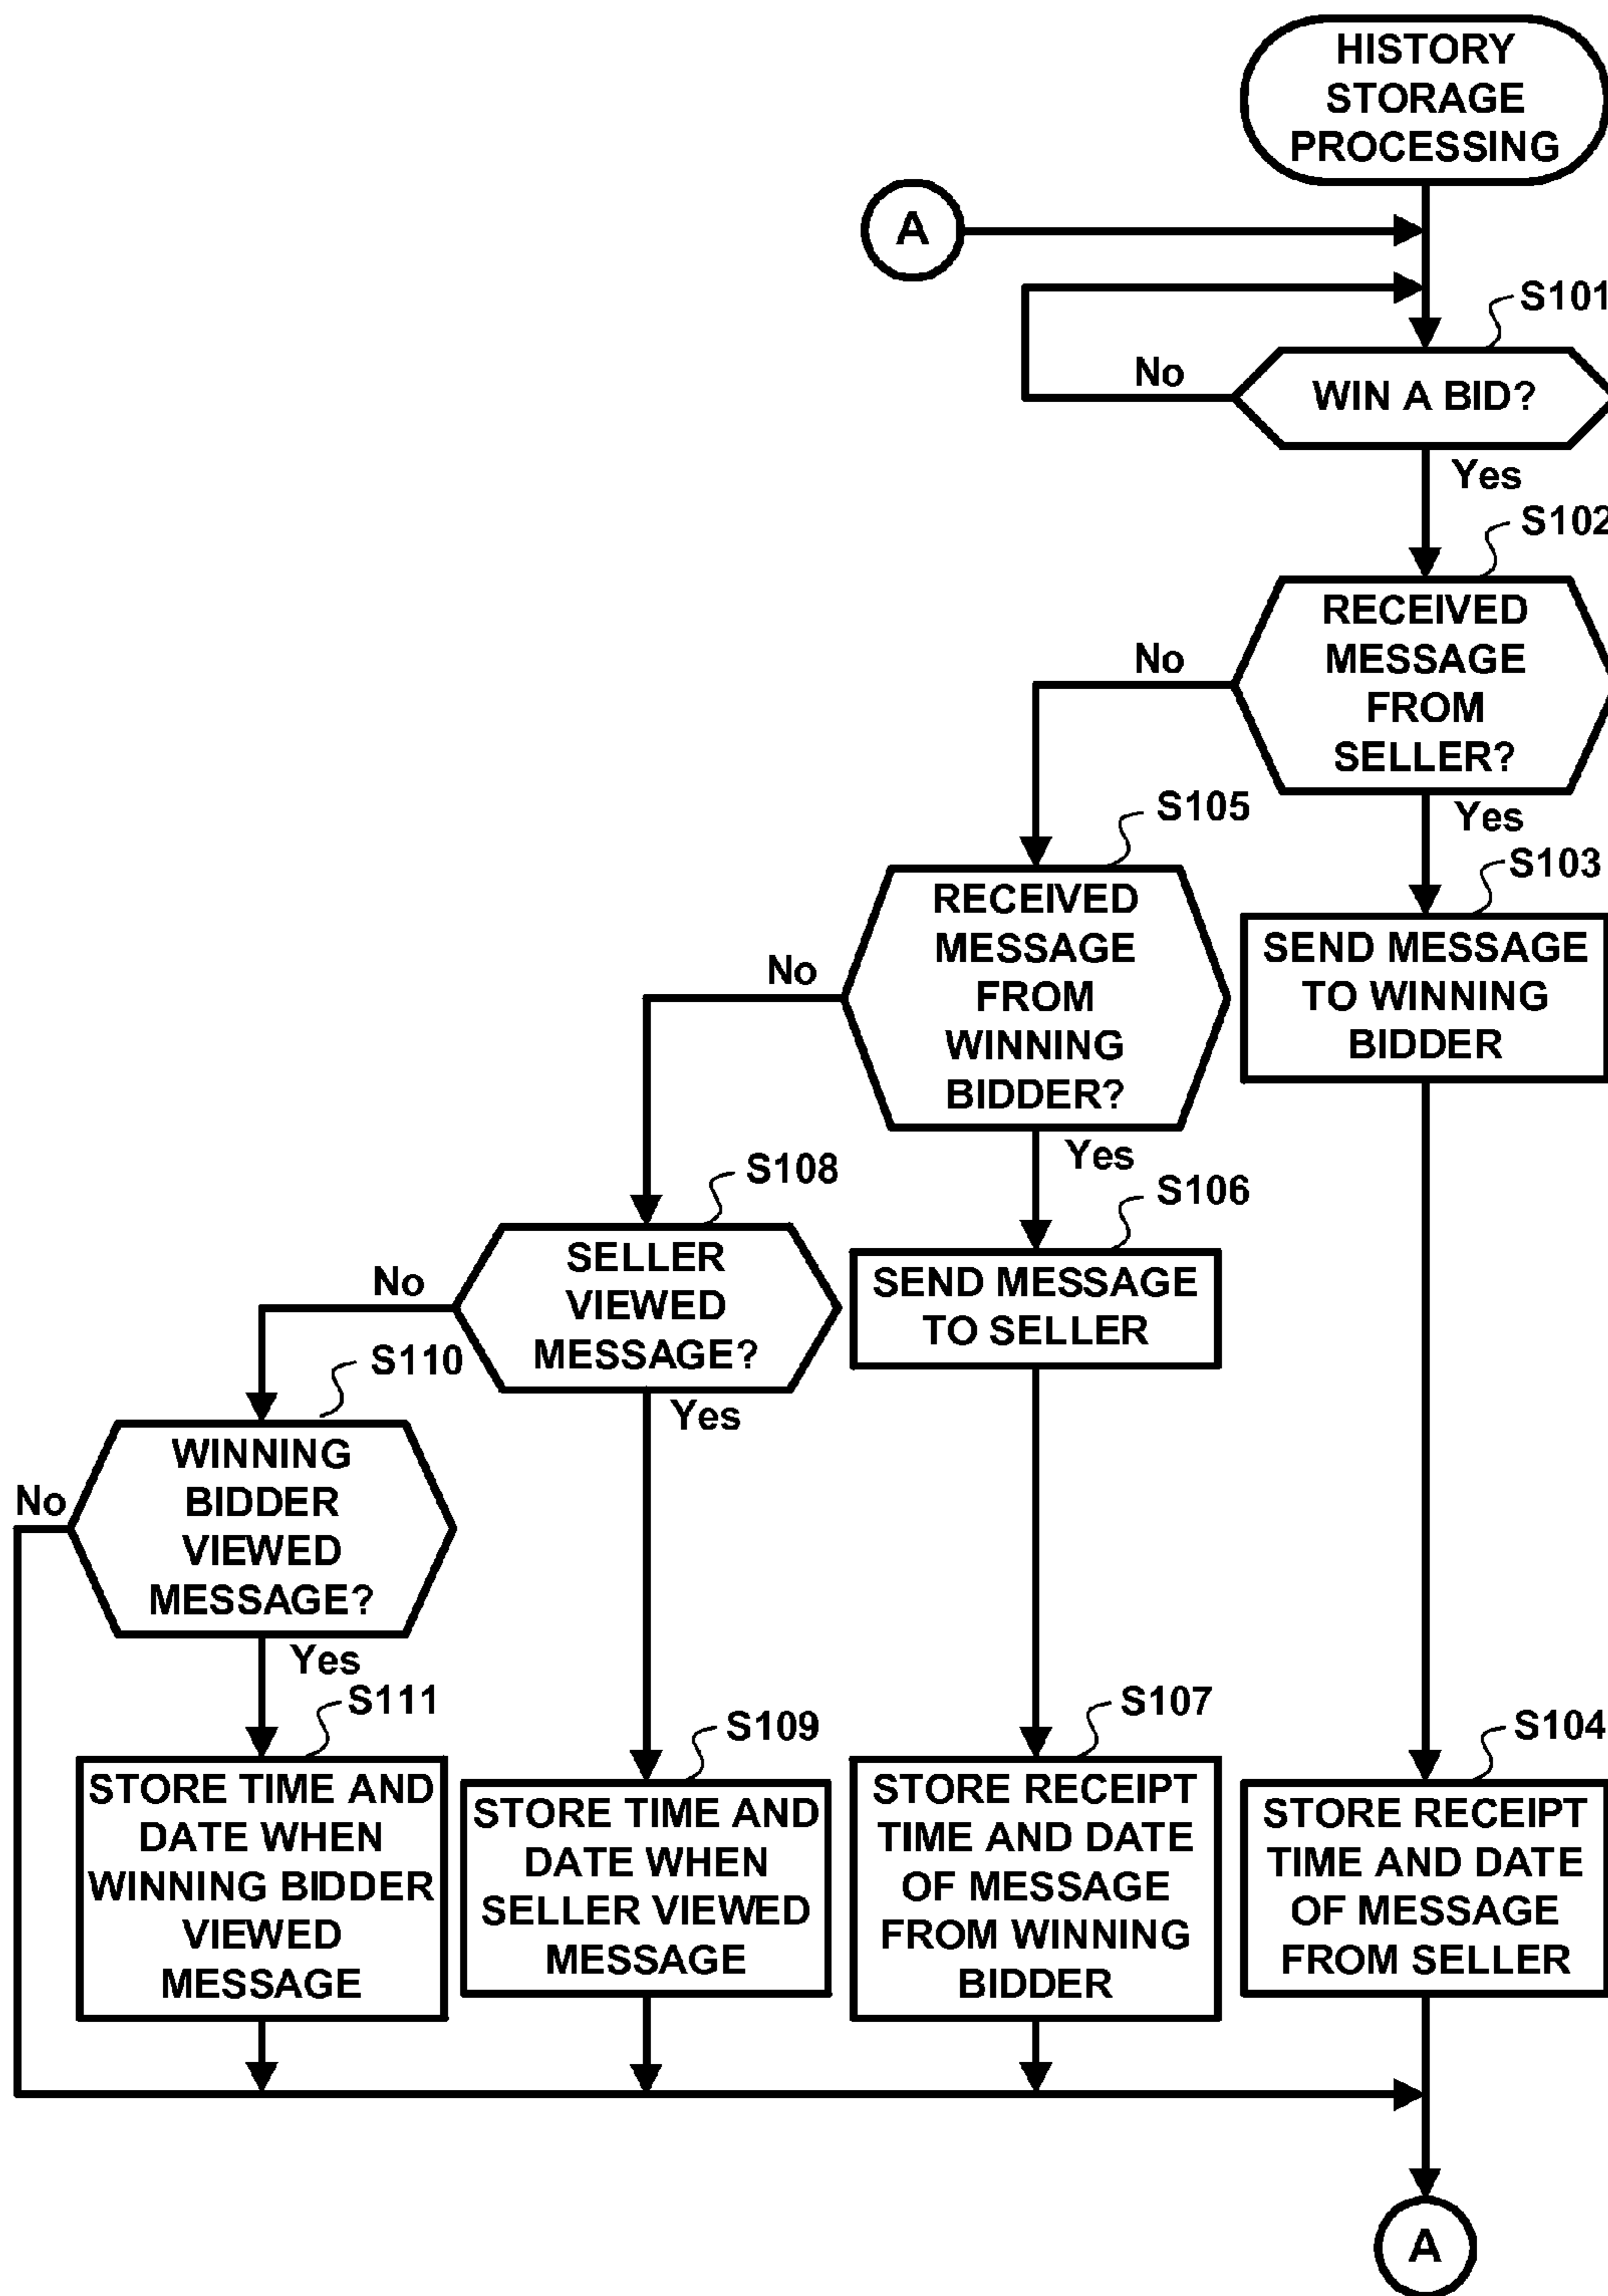 HISTORY
STORAGE
PROCESSING
A
S101
No
WIN A BID?
Yes
S102
RECEIVED
MESSAGE
FROM
SELLER?
No
Yes
S105
S103
RECEIVED
MESSAGE
FROM
WINNING
BIDDER?
No
SEND MESSAGE
TO WINNING
BIDDER
Yes
S108
S106
SELLER
VIEWED
MESSAGE?
No
SEND MESSAGE
TO SELLER
S110
Yes
WINNING
BIDDER
VIEWED
MESSAGE?
No
Yes
S111
S109
S107
S104
STORE TIME AND
DATE WHEN
WINNING BIDDER
VIEWED
MESSAGE
STORE TIME AND
DATE WHEN
SELLER VIEWED
MESSAGE
STORE RECEIPT
TIME AND DATE
OF MESSAGE
FROM WINNING
BIDDER
STORE RECEIPT
TIME AND DATE
OF MESSAGE
FROM SELLER
A